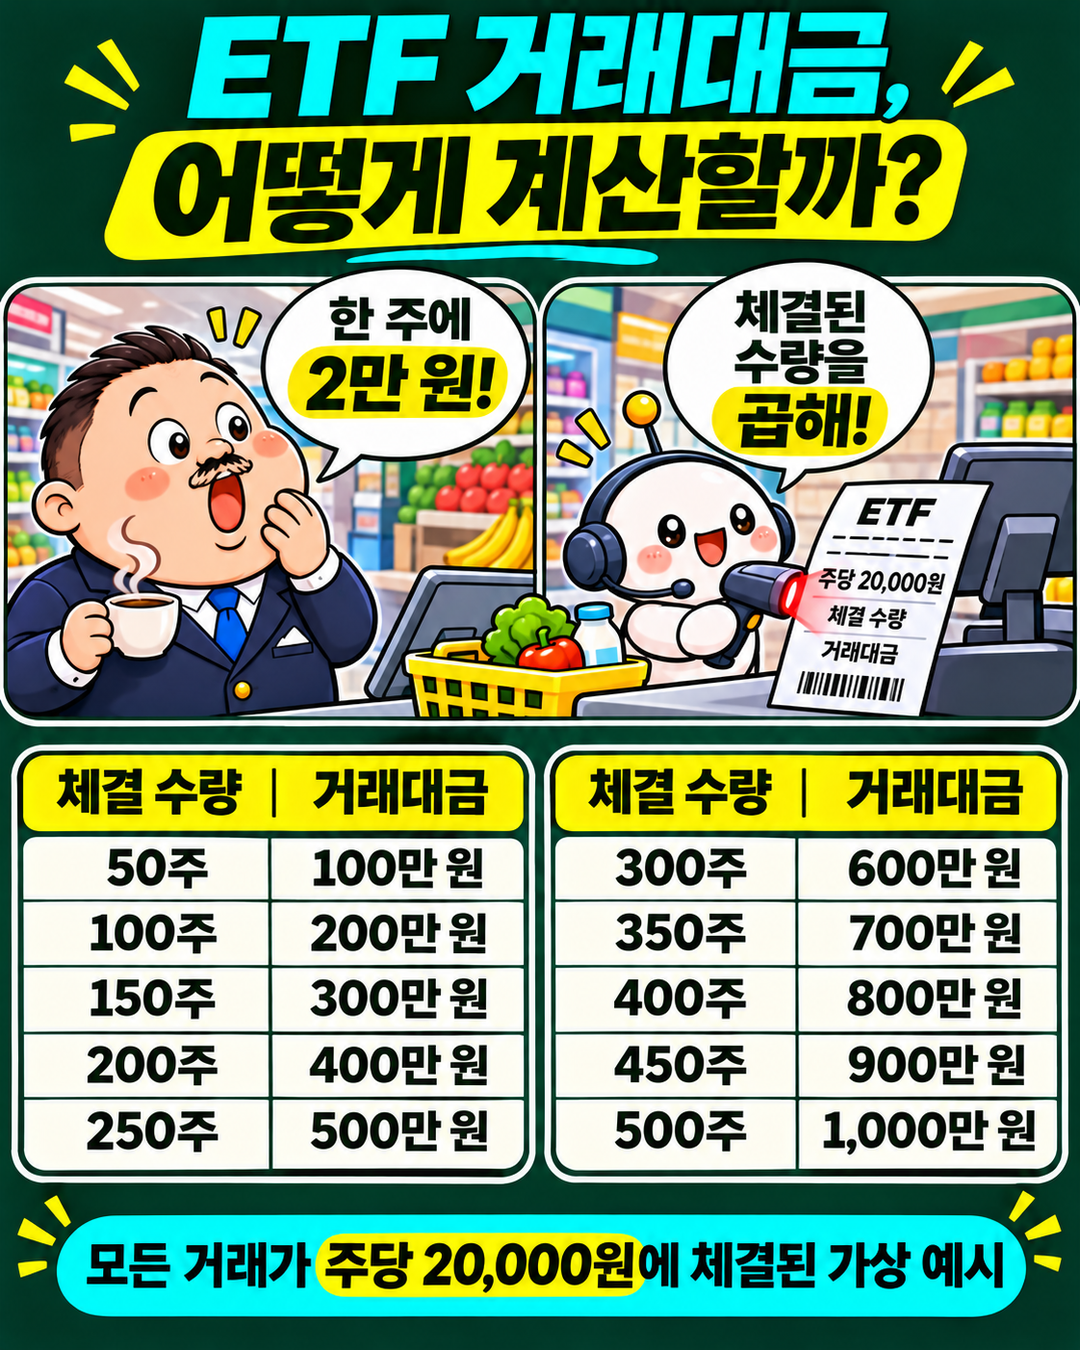 ETF 거래대금,
어떻게 계산할까?
한 주에
2만 원!
체결된
수량을
곱해!
ETF
주당 20,000원
체결 수량
거래대금
체결 수량 | 거래대금
50주 100만 원
100주 200만 원
150주 300만 원
200주 400만 원
250주 500만 원
체결 수량 | 거래대금
300주 600만 원
350주 700만 원
400주 800만 원
450주 900만 원
500주 1,000만 원
모든 거래가 주당 20,000원에 체결된 가상 예시